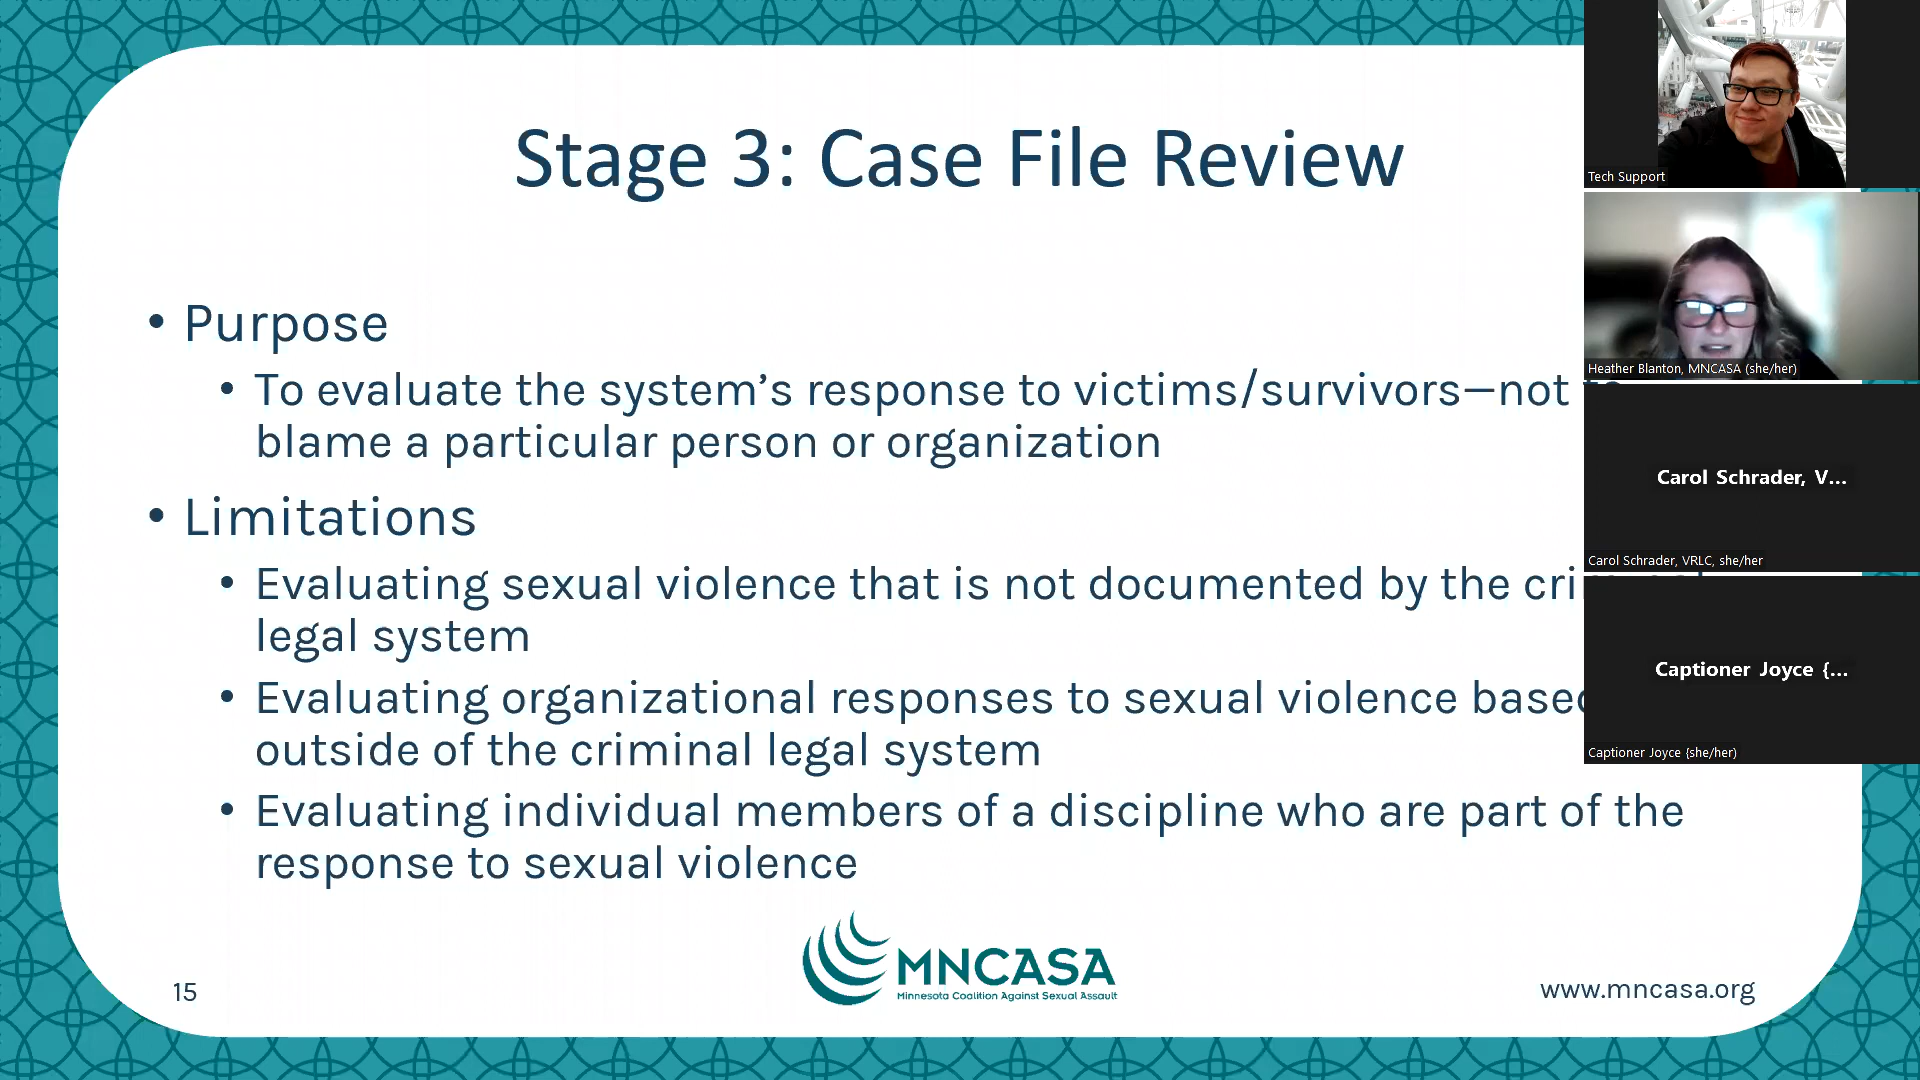 Stage 3: Case File Review
• Purpose
• To evaluate the system’s response to victims/survivors—not
blame a particular person or organization
• Limitations
• Evaluating sexual violence that is not documented by the
legal system
• Evaluating organizational responses to sexual violence based
outside of the criminal legal system
• Evaluating individual members of a discipline who are part of the
response to sexual violence
MNCASA
Minnesota Coalition Against Sexual Assault
15
www.mncasa.org
Tech Support
Heather Blanton, MNCASA (she/her)
Carol Schrader, V...
Carol Schrader, VRLC, she/her
Captioner Joyce {...
Captioner Joyce {she/her)